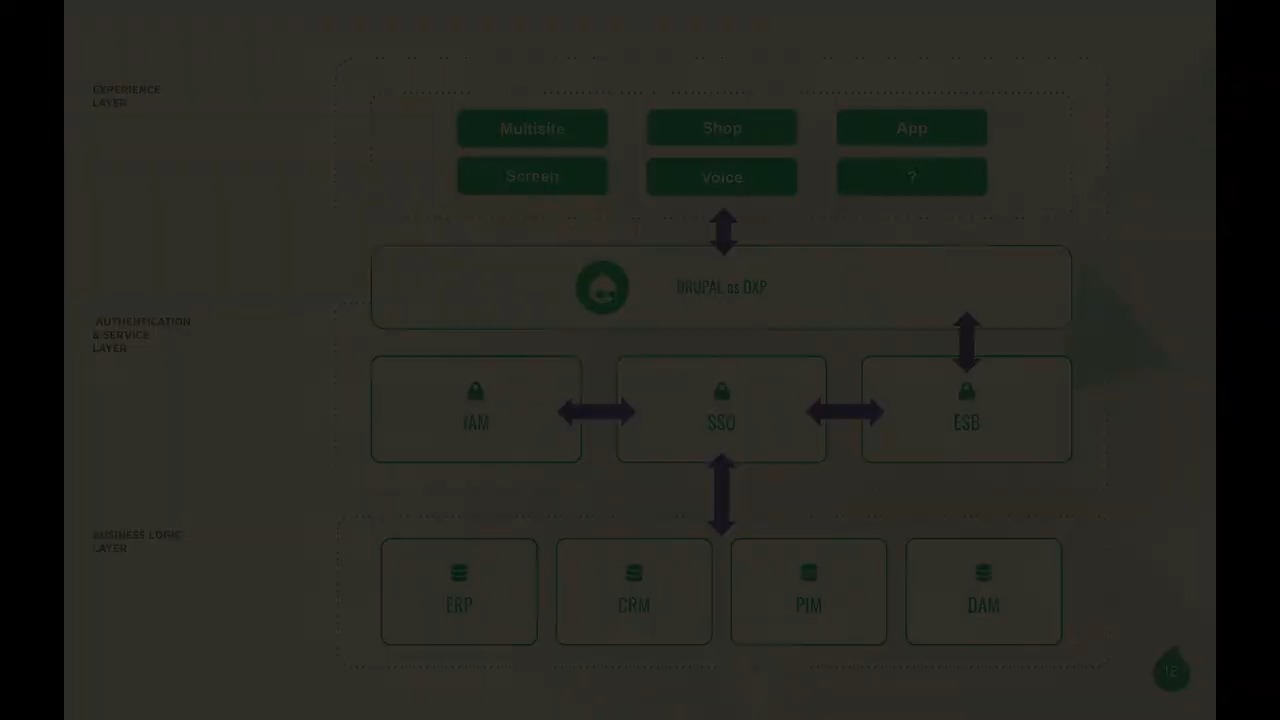 EXPERIENCE
LAYER
Multisite
Shop
App
Screen
Voice
?
DRUPAL as DXP
AUTHENTICATION
& SERVICE
LAYER
IAM
SSO
ESB
BUSINESS LOGIC
LAYER
ERP
CRM
PIM
DAM